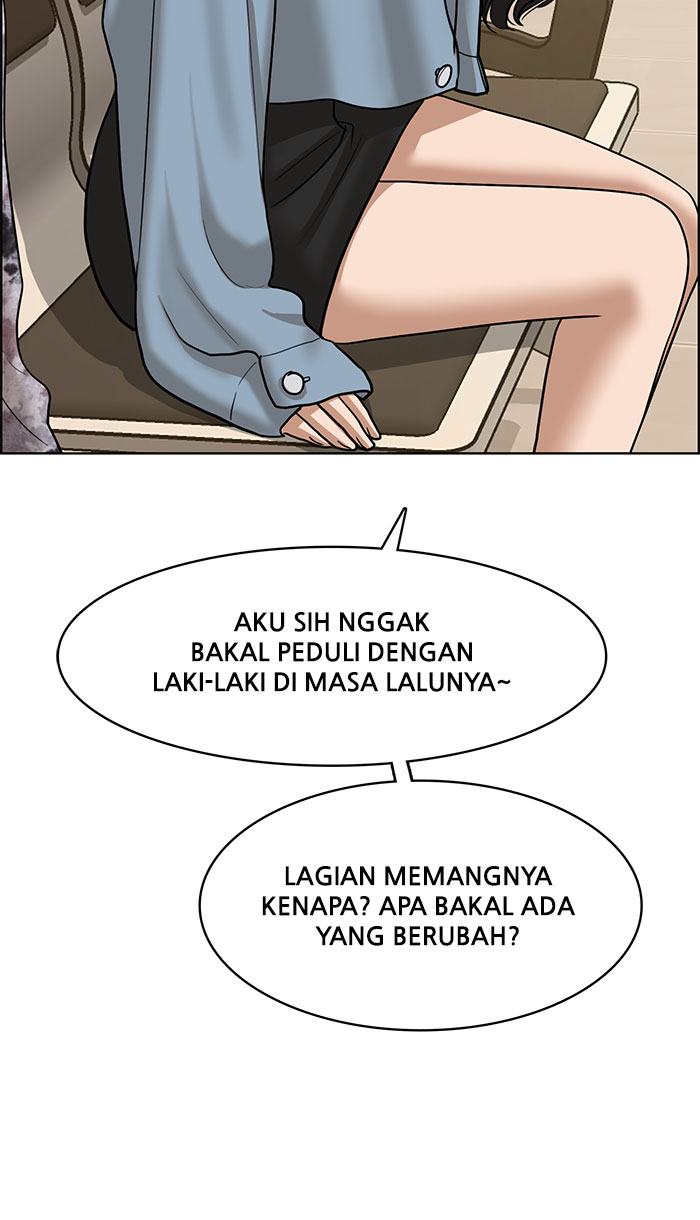 AKU SIH NGGAK
BAKAL PEDULI DENGAN
LAKI-LAKI DI MASA LALUNYA~
LAGIAN MEMANGNYA
KENAPA? APA BAKAL ADA
YANG BERUBAH?